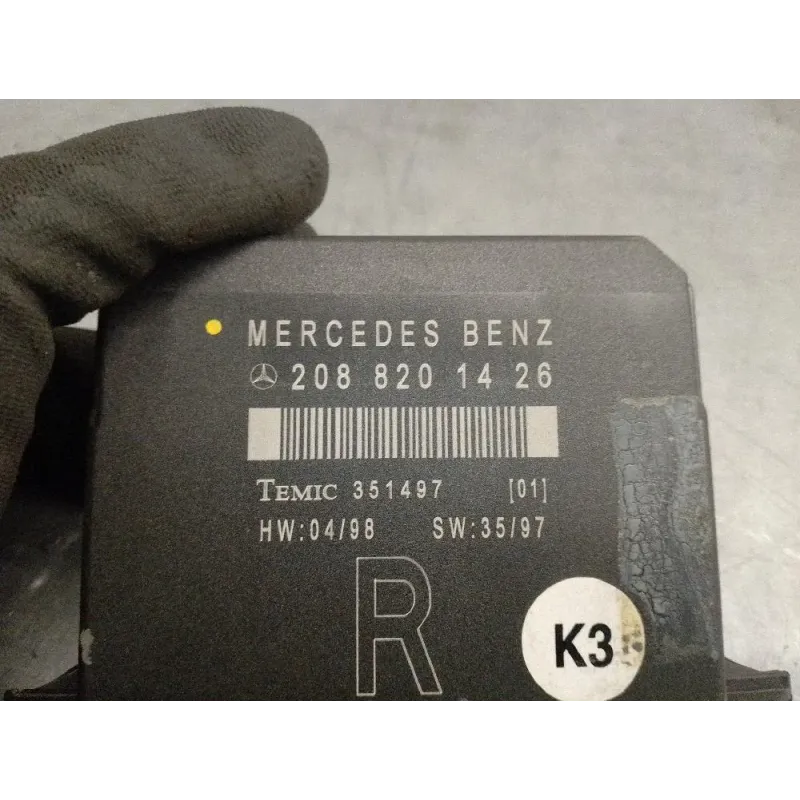 MERCEDES BENZ
208 820 14 26
TEMIC 351497 [01]
HW:04/98 SW:35/97
R
K3